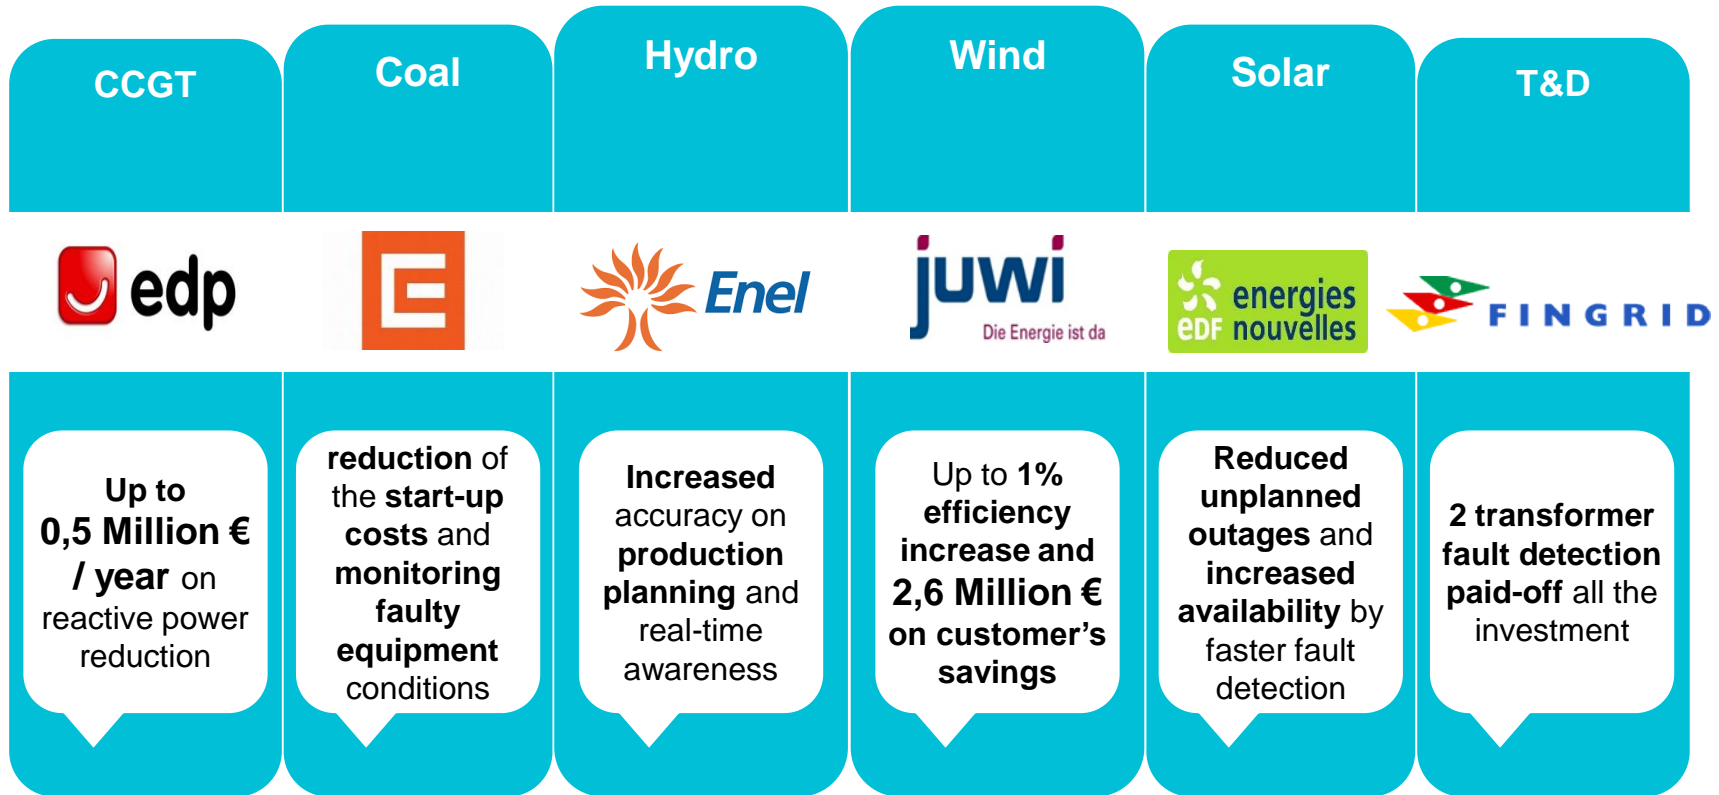 CCGT
Coal
Hydro
Wind
Solar
T&D
edp
Enel
juwi
Die Energie ist da
eDF energies
nouvelles
FINGRID
Up to
0,5 Million €
/ year on
reactive power
reduction
reduction of
the start-up
costs and
monitoring
faulty
equipment
conditions
Increased
accuracy on
production
planning and
real-time
awareness
Up to 1%
efficiency
increase and
2,6 Million €
on customer’s
savings
Reduced
unplanned
outages and
increased
availability by
faster fault
detection
2 transformer
fault detection
paid-off all the
investment